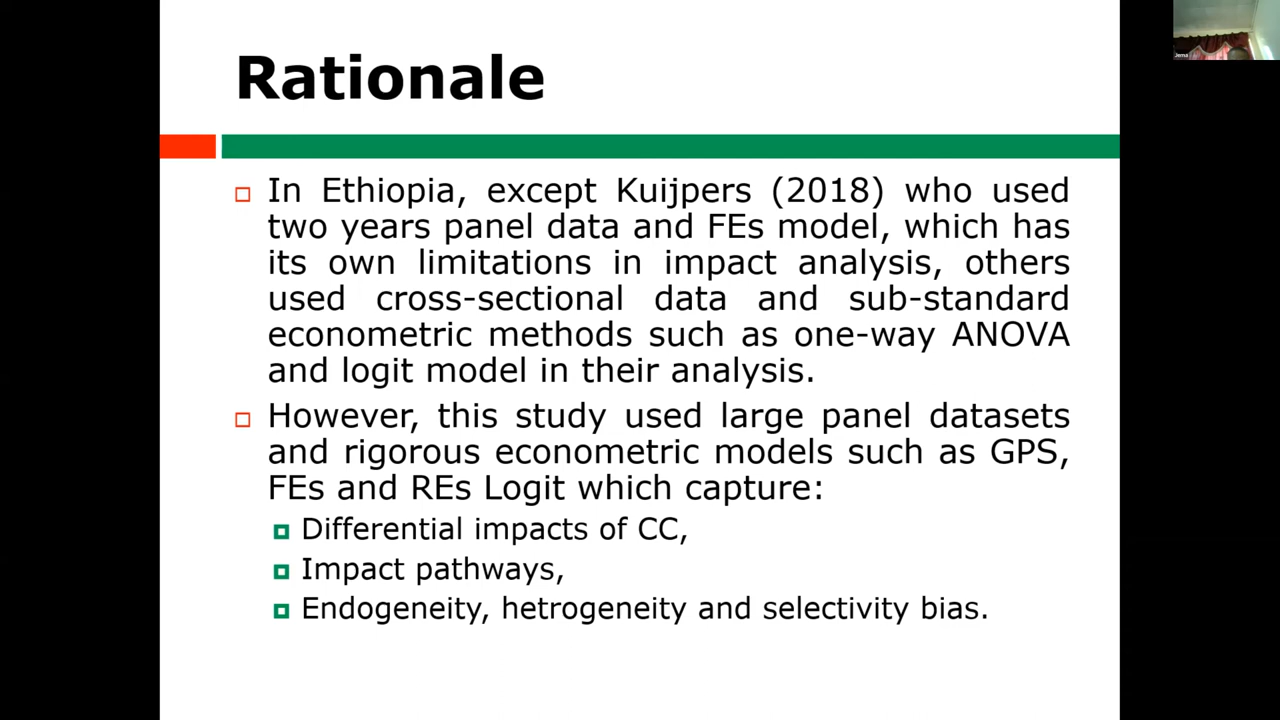 Rationale
In Ethiopia, except Kuijpers (2018) who used
two years panel data and FEs model, which has
its own limitations in impact analysis, others
used cross-sectional data and sub-standard
econometric methods such as one-way ANOVA
and logit model in their analysis.
However, this study used large panel datasets
and rigorous econometric models such as GPS,
FEs and REs Logit which capture:
Differential impacts of CC,
Impact pathways,
Endogeneity, hetrogeneity and selectivity bias.